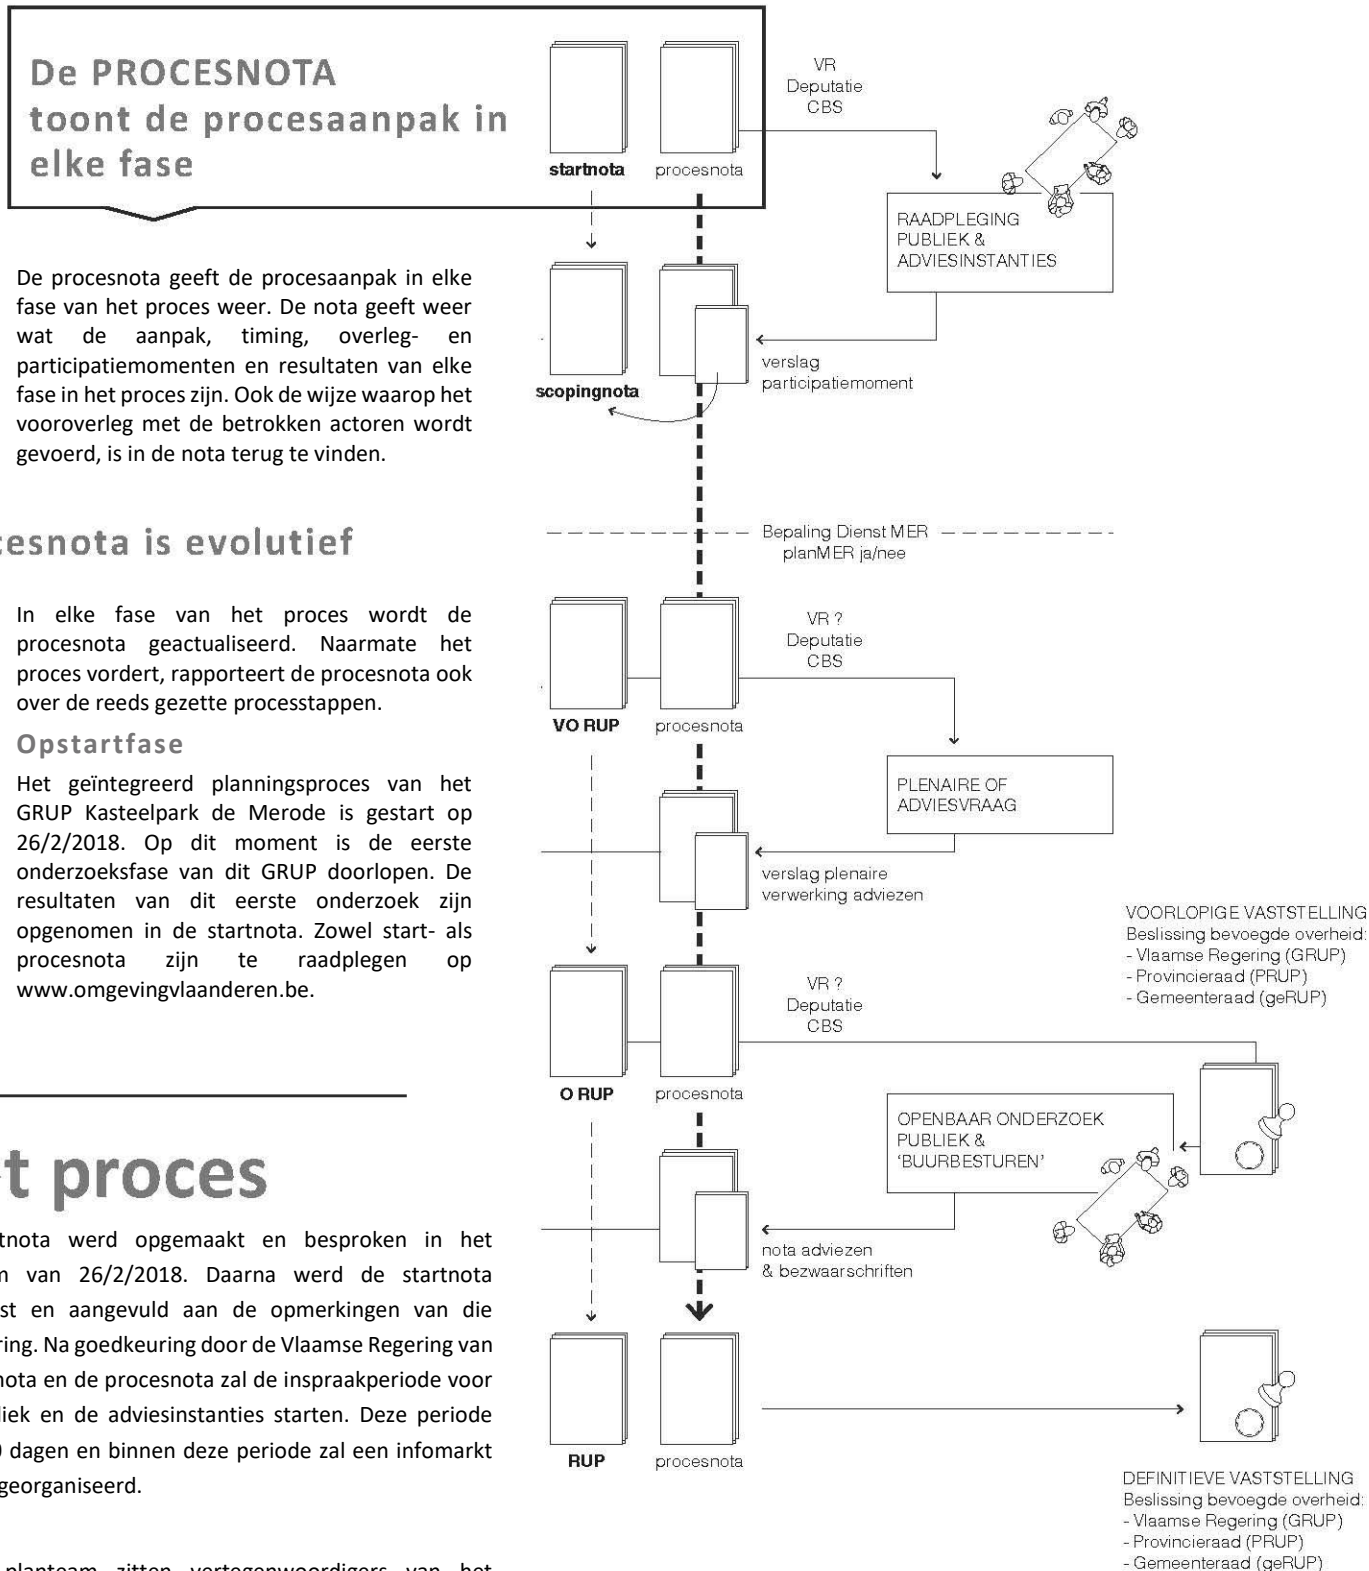 De PROCESNOTA
toont de procesaanpak in
elke fase
De procesnota geeft de procesaanpak in elke
fase van het proces weer. De nota geeft weer
wat de aanpak, timing, overleg- en
participatiemomenten en resultaten van elke
fase in het proces zijn. Ook de wijze waarop het
vooroverleg met de betrokken actoren wordt
gevoerd, is in de nota terug te vinden.
esnota is evolutief
In elke fase van het proces wordt de
procesnota geactualiseerd. Naarmate het
proces vordert, rapporteert de procesnota ook
over de reeds gezette processtappen.
Opstartfase
Het geïntegreerd planningsproces van het
GRUP Kasteelpark de Merode is gestart op
26/2/2018. Op dit moment is de eerste
onderzoeksfase van dit GRUP doorlopen. De
resultaten van dit eerste onderzoek zijn
opgenomen in de startnota. Zowel start- als
procesnota zijn te raadplegen op
www.omgevingvlaanderen.be.
t proces
tnota werd opgemaakt en besproken in het
van 26/2/2018. Daarna werd de startnota
st en aangevuld aan de opmerkingen van die
ring. Na goedkeuring door de Vlaamse Regering van
nota en de procesnota zal de inspraakperiode voor
liek en de adviesinstanties starten. Deze periode
0 dagen en binnen deze periode zal een infomarkt
georganiseerd.
planteam zitten vertegenwoordigers van het
startnota
procesnota
VR
Deputatie
CBS
RAADPLEGING
PUBLIEK &
ADVIESINSTANTIES
verslag
participatiemoment
scopingnota
Bepaling Dienst MER
planMER ja/nee
VR ?
Deputatie
CBS
VO RUP
procesnota
PLENAIRE OF
ADVIESVRAAG
verslag plenaire
verwerking adviezen
VOORLOPIGE VASTSTELLING
Beslissing bevoegde overheid:
- Vlaamse Regering (GRUP)
- Provincieraad (PRUP)
- Gemeenteraad (geRUP)
VR ?
Deputatie
CBS
O RUP
procesnota
OPENBAAR ONDERZOEK
PUBLIEK &
'BUURBESTUREN'
nota adviezen
& bezwaarschriften
RUP
procesnota
DEFINITIEVE VASTSTELLING
Beslissing bevoegde overheid:
- Vlaamse Regering (GRUP)
- Provincieraad (PRUP)
- Gemeenteraad (geRUP)